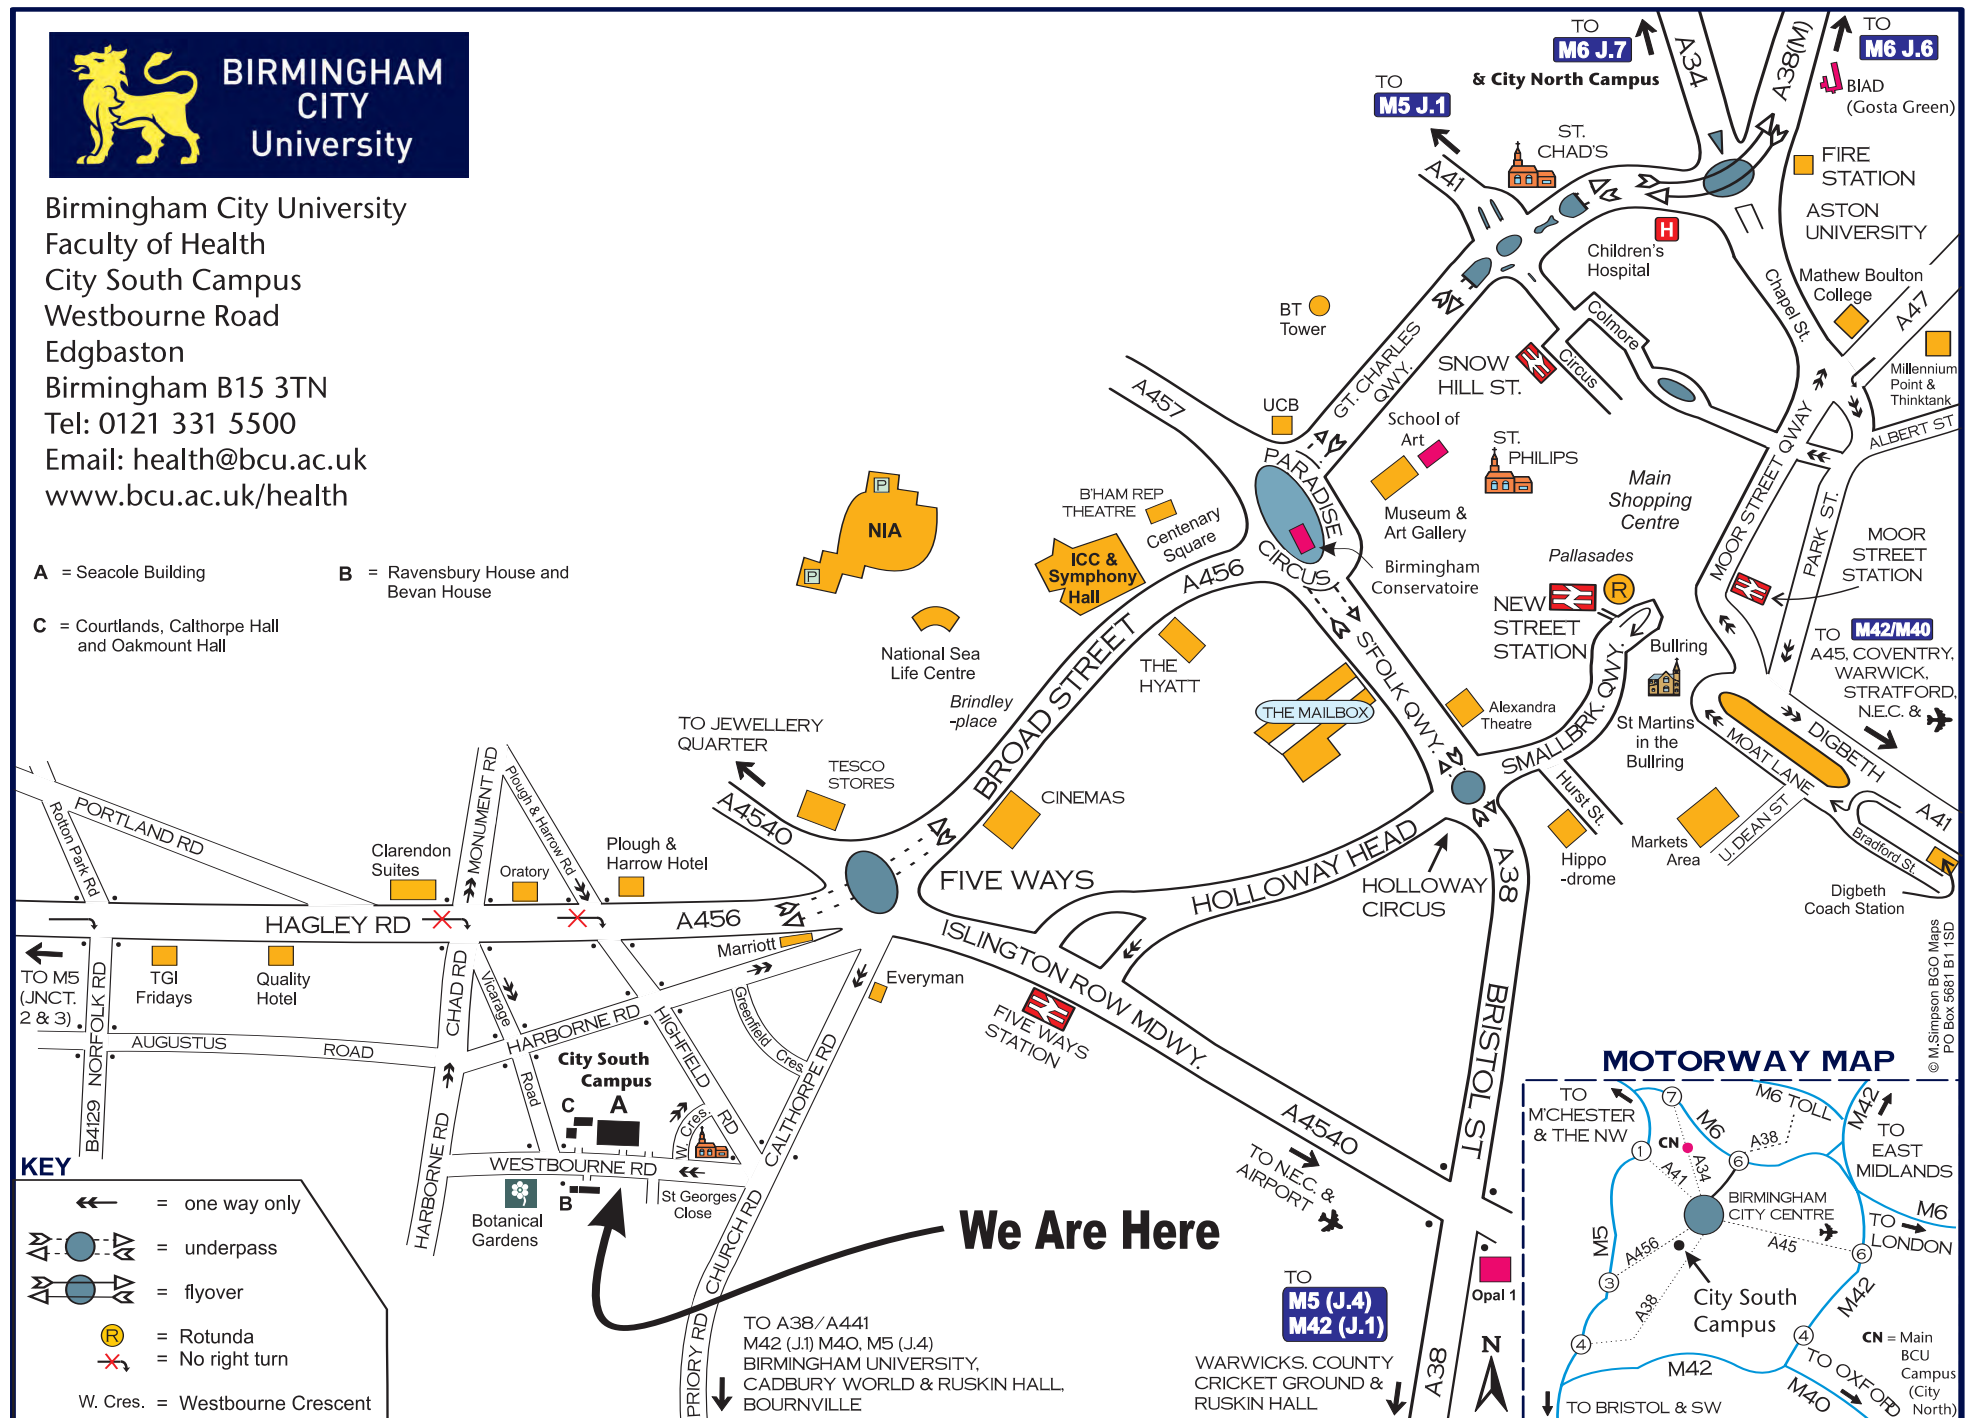 BIRMINGHAM
CITY
University
Birmingham City University
Faculty of Health
City South Campus
Westbourne Road
Edgbaston
Birmingham B15 3TN
Tel: 0121 331 5500
Email: health@bcu.ac.uk
www.bcu.ac.uk/health
A = Seacole Building
B = Ravensbury House and
Bevan House
C = Courtlands, Calthorpe Hall
and Oakmount Hall
TO
M6 J.7
& City North Campus
A34
A38(M)
TO
M6 J.6
BIAD
(Gosta Green)
TO
M5 J.1
A41
ST.
CHAD'S
FIRE
STATION
ASTON
UNIVERSITY
H
Children's
Hospital
Mathew Boulton
College
Chapel St.
A47
BT
Tower
GT. CHARLES
QWY.
Colmore
Circus
SNOW
HILL ST.
Millennium
Point &
Thinktank
ALBERT ST
A457
UCB
School of
Art
ST.
PHILIPS
PARADISE
CIRCUS
Main
Shopping
Centre
MOOR STREET QWAY
PARK ST.
MOOR
STREET
STATION
B'HAM REP
THEATRE
Centenary
Square
Museum &
Art Gallery
Birmingham
Conservatoire
Pallasades
R
NEW
STREET
STATION
P
NIA
P
ICC &
Symphony
Hall
A456
National Sea
Life Centre
Brindley
-place
BROAD STREET
THE
HYATT
S'FOLK QWY.
THE MAILBOX
Alexandra
Theatre
SMALLBRK. QWY.
Bullring
St Martins
in the
Bullring
TO M42/M40
A45, COVENTRY,
WARWICK,
STRATFORD,
N.E.C. &
DIGBETH
MOAT LANE
A41
TO JEWELLERY
QUARTER
TESCO
STORES
A4540
CINEMAS
Hurst St.
Hippo
-drome
Markets
Area
U. DEAN ST
Bradford St.
Digbeth
Coach Station
PORTLAND RD
Rotton Park Rd
MONUMENT RD
Plough & Harrow Rd
Clarendon
Suites
Oratory
Plough &
Harrow Hotel
HAGLEY RD
A456
FIVE WAYS
HOLLOWAY HEAD
HOLLOWAY
CIRCUS
A38
Marriott
Everyman
ISLINGTON ROW MDWY.
FIVE WAYS
STATION
BRISTOL ST
TO M5
(JNCT.
2 & 3)
TGI
Fridays
Quality
Hotel
B4129 NORFOLK RD
AUGUSTUS ROAD
CHAD RD
Vicarage
Road
HARBORNE RD
HIGHFIELD
RD
Greenfield Cres.
CALTHORPE RD
City South
Campus
C
A
W. Cres.
HARBORNE RD
WESTBOURNE RD
B
Botanical
Gardens
St Georges
Close
CHURCH RD
PRIORY RD
We Are Here
A4540
TO N.E.C. &
AIRPORT
Opal 1
TO
M5 (J.4)
M42 (J.1)
N
A38
TO A38/A441
M42 (J.1) M40, M5 (J.4)
BIRMINGHAM UNIVERSITY,
CADBURY WORLD & RUSKIN HALL,
BOURNVILLE
WARWICKS. COUNTY
CRICKET GROUND &
RUSKIN HALL
KEY
= one way only
= underpass
= flyover
R = Rotunda
= No right turn
W. Cres. = Westbourne Crescent
© M.Simpson BGO Maps
PO Box 5681 B1 1SD
MOTORWAY MAP
TO
M'CHESTER
& THE NW
7
M6
M6 TOLL
M42
CN
A34
A38
TO
EAST
MIDLANDS
1
A41
6
BIRMINGHAM
CITY CENTRE
M6
TO
LONDON
M5
A456
A45
6
3
A38
City South
Campus
M42
4
4
CN = Main
BCU
Campus
(City
North)
M42
TO OXFORD
M40
TO BRISTOL & SW